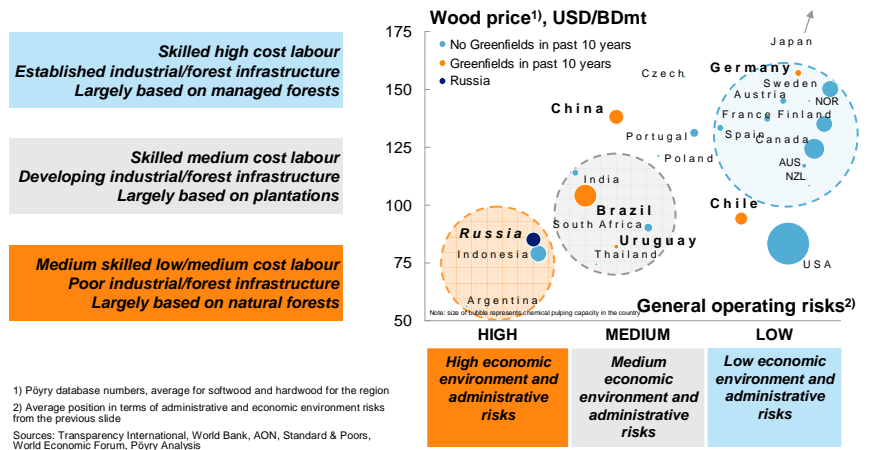 Skilled high cost labour
Established industrial/forest infrastructure
Largely based on managed forests
Skilled medium cost labour
Developing industrial/forest infrastructure
Largely based on plantations
Medium skilled low/medium cost labour
Poor industrial/forest infrastructure
Largely based on natural forests
Wood price1), USD/BDmt
No Greenfields in past 10 years
Greenfields in past 10 years
Russia
175
150
125
100
75
50
Japan
Czech
Germany
Sweden
Austria
NOR
China
France Finland
Portugal
Spain
Canada
Poland
AUS
NZL
India
Brazil
Chile
South Africa
Russia
Uruguay
Indonesia
Thailand
USA
Argentina
General operating risks2)
Note: size of bubble represents chemical pulping capacity in the country
HIGH
MEDIUM
LOW
High economic
environment and
administrative
risks
Medium
economic
environment and
administrative
risks
Low economic
environment and
administrative
risks
1) Pöyry database numbers, average for softwood and hardwood for the region
2) Average position in terms of administrative and economic environment risks
from the previous slide
Sources: Transparency International, World Bank, AON, Standard & Poors,
World Economic Forum, Pöyry Analysis